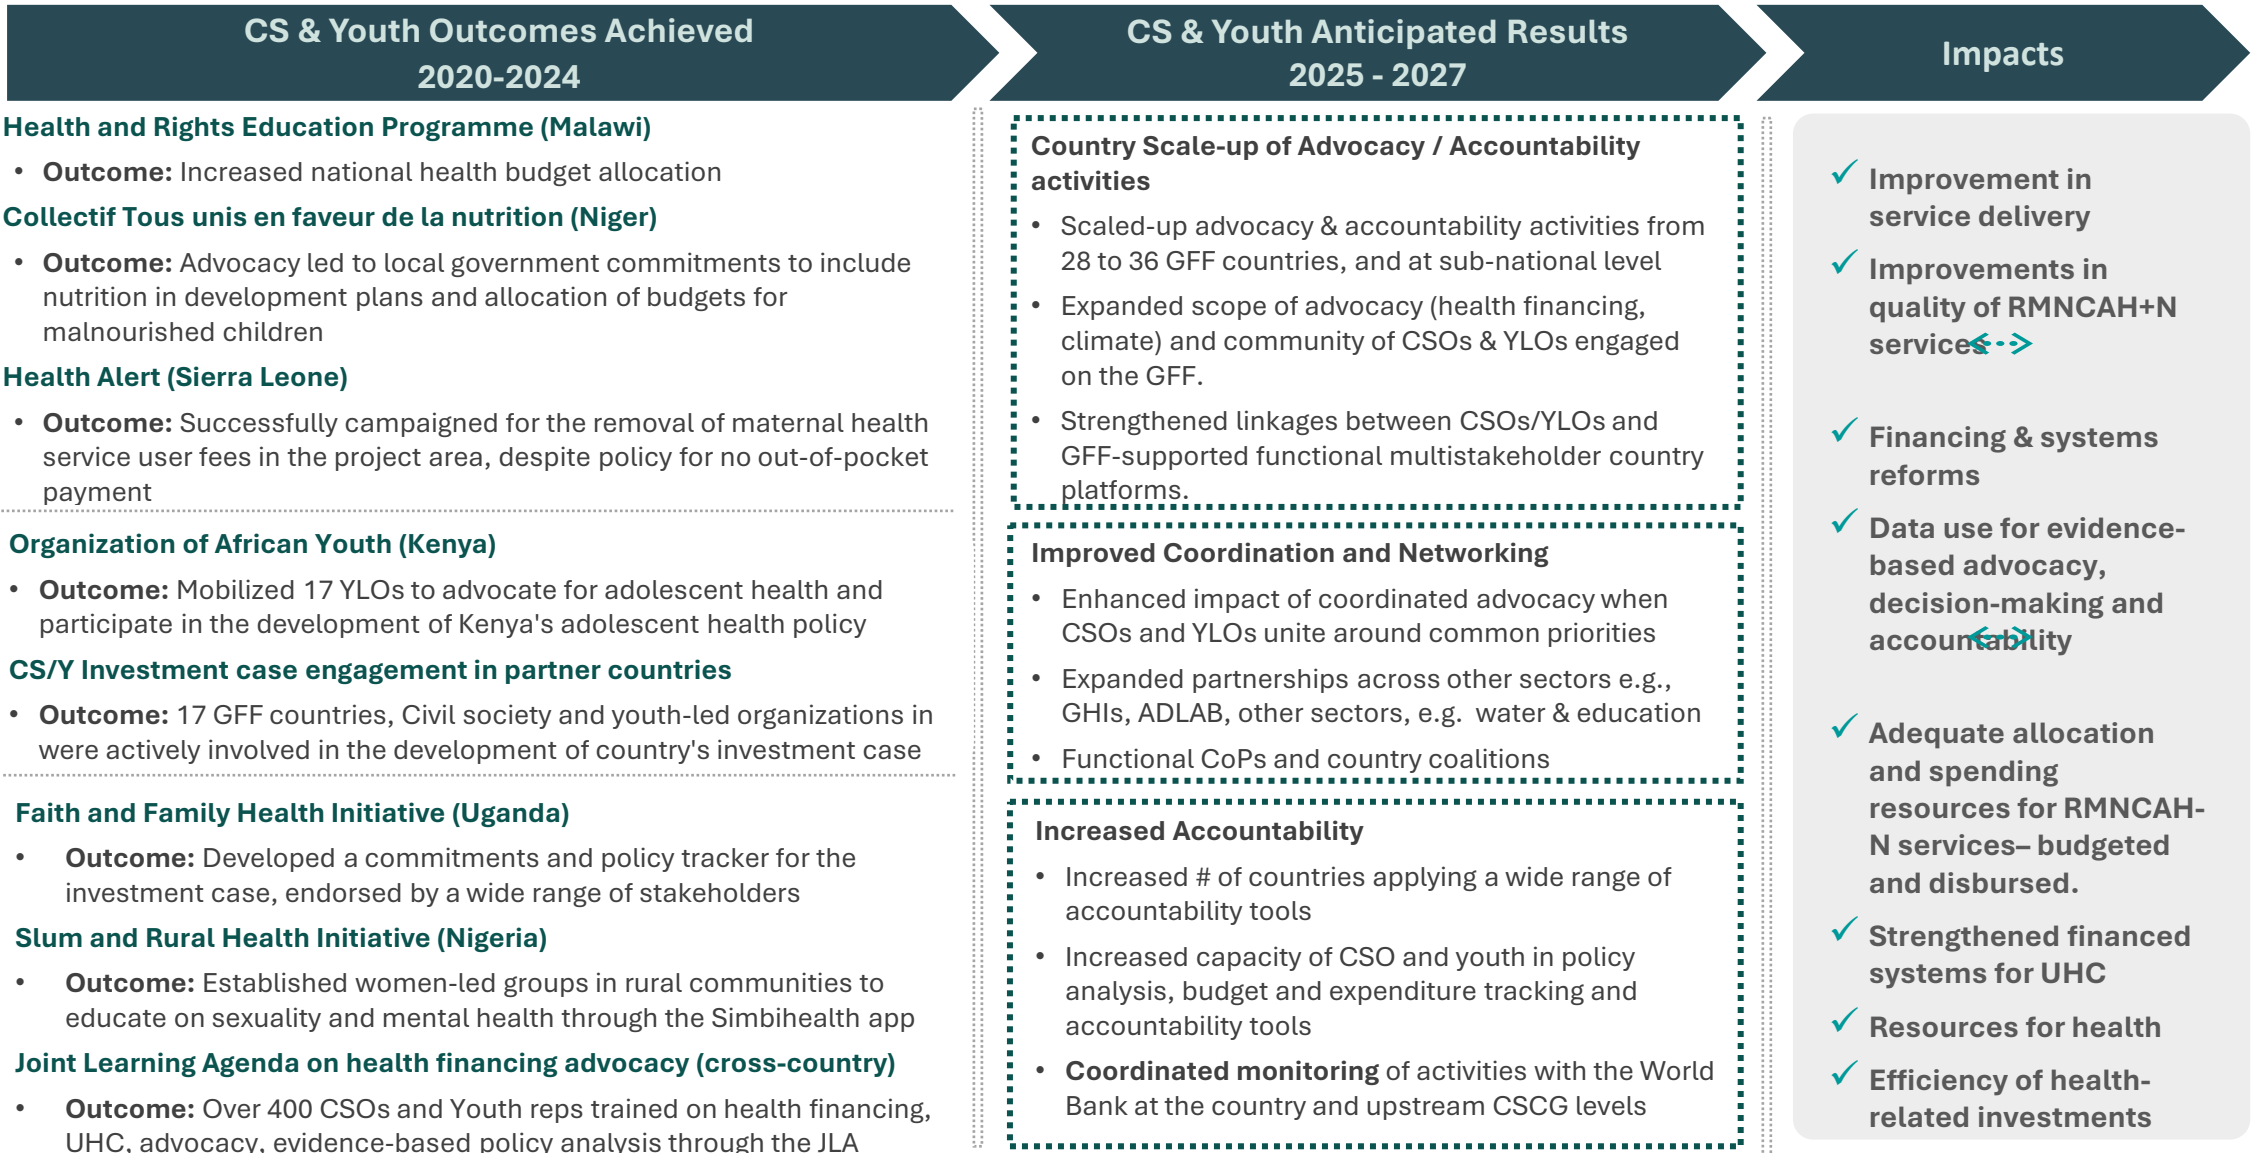 CS & Youth Outcomes Achieved
2020-2024
CS & Youth Anticipated Results
2025 - 2027
Impacts
Health and Rights Education Programme (Malawi)
• Outcome: Increased national health budget allocation
Collectif Tous unis en faveur de la nutrition (Niger)
• Outcome: Advocacy led to local government commitments to include
nutrition in development plans and allocation of budgets for
malnourished children
Health Alert (Sierra Leone)
• Outcome: Successfully campaigned for the removal of maternal health
service user fees in the project area, despite policy for no out-of-pocket
payment
Organization of African Youth (Kenya)
• Outcome: Mobilized 17 YLOs to advocate for adolescent health and
participate in the development of Kenya's adolescent health policy
CS/Y Investment case engagement in partner countries
• Outcome: 17 GFF countries, Civil society and youth-led organizations in
were actively involved in the development of country's investment case
Faith and Family Health Initiative (Uganda)
• Outcome: Developed a commitments and policy tracker for the
investment case, endorsed by a wide range of stakeholders
Slum and Rural Health Initiative (Nigeria)
• Outcome: Established women-led groups in rural communities to
educate on sexuality and mental health through the Simbihealth app
Joint Learning Agenda on health financing advocacy (cross-country)
• Outcome: Over 400 CSOs and Youth reps trained on health financing,
UHC, advocacy, evidence-based policy analysis through the JLA
Country Scale-up of Advocacy / Accountability
activities
• Scaled-up advocacy & accountability activities from
28 to 36 GFF countries, and at sub-national level
• Expanded scope of advocacy (health financing,
climate) and community of CSOs & YLOs engaged
on the GFF.
• Strengthened linkages between CSOs/YLOs and
GFF-supported functional multistakeholder country
platforms.
Improved Coordination and Networking
• Enhanced impact of coordinated advocacy when
CSOs and YLOs unite around common priorities
• Expanded partnerships across other sectors e.g.,
GHIs, ADLAB, other sectors, e.g. water & education
• Functional CoPs and country coalitions
Increased Accountability
• Increased # of countries applying a wide range of
accountability tools
• Increased capacity of CSO and youth in policy
analysis, budget and expenditure tracking and
accountability tools
• Coordinated monitoring of activities with the World
Bank at the country and upstream CSCG levels
✓ Improvement in
service delivery
✓ Improvements in
quality of RMNCAH+N
services
✓ Financing & systems
reforms
✓ Data use for evidence-
based advocacy,
decision-making and
accountability
✓ Adequate allocation
and spending
resources for RMNCAH-
N services– budgeted
and disbursed.
✓ Strengthened financed
systems for UHC
✓ Resources for health
✓ Efficiency of health-
related investments